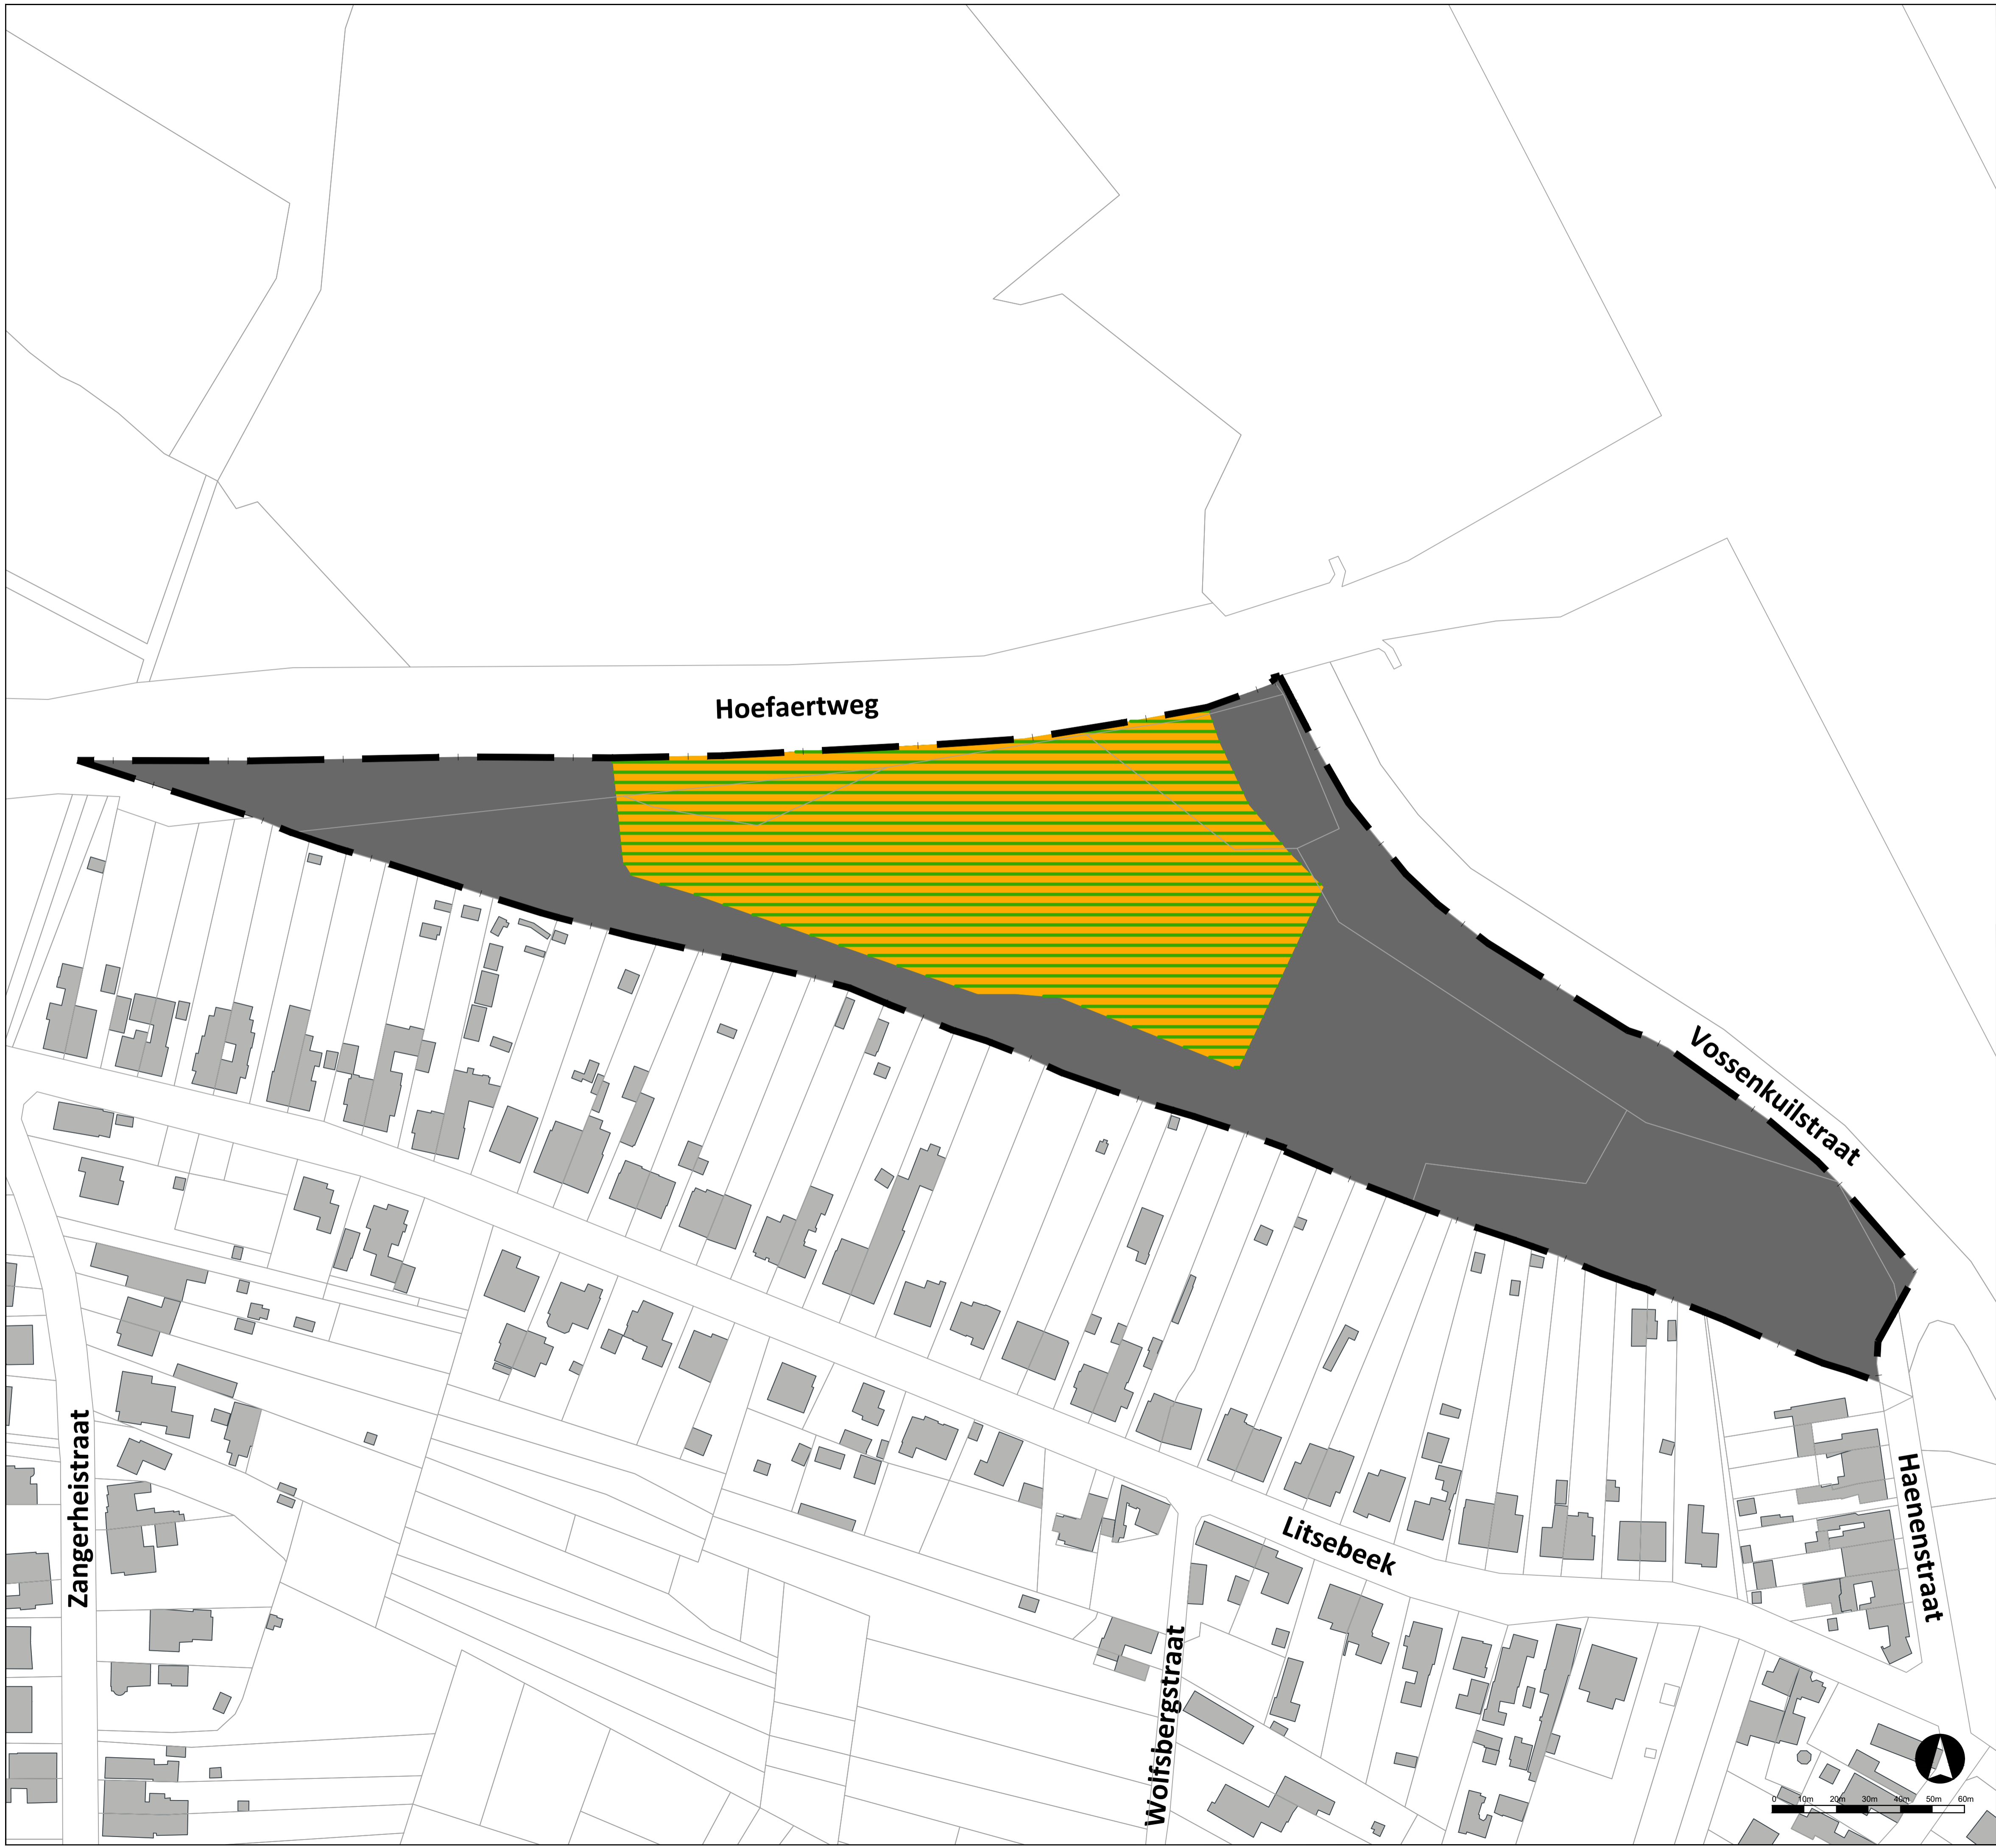 Hoefaertweg
Vossenkuilstraat
Zangerheistraat
Litsebeek
Haenenstraat
Wolfsbergstraat
0 10m 20m 30m 40m 50m 60m